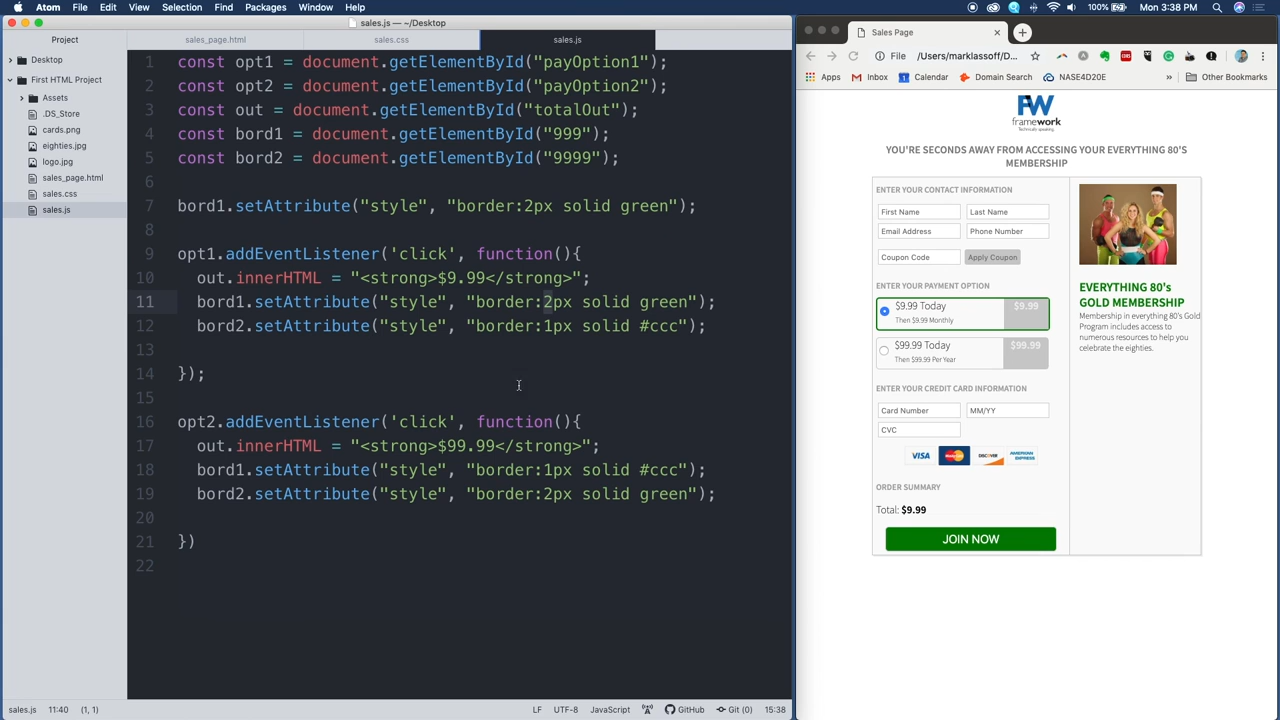 Atom File Edit View Selection Find Packages Window Help
Mon 3:38 PM
sales.js — ~/Desktop
Project
Desktop
First HTML Project
Assets
.DS_Store
cards.png
eighties.jpg
logo.jpg
sales_page.html
sales.css
sales.js
sales_page.html sales.css sales.js
1 const opt1 = document.getElementById("payOption1");
2 const opt2 = document.getElementById("payOption2");
3 const out = document.getElementById("totalOut");
4 const bord1 = document.getElementById("999");
5 const bord2 = document.getElementById("9999");
6
7 bord1.setAttribute("style", "border:2px solid green");
8
9 opt1.addEventListener('click', function(){
10 out.innerHTML = "<strong>$9.99</strong>";
11 bord1.setAttribute("style", "border:2px solid green");
12 bord2.setAttribute("style", "border:1px solid #ccc");
13
14 });
15
16 opt2.addEventListener('click', function(){
17 out.innerHTML = "<strong>$99.99</strong>";
18 bord1.setAttribute("style", "border:1px solid #ccc");
19 bord2.setAttribute("style", "border:2px solid green");
20
21 })
22
sales.js 11:40 (1, 1)
LF UTF-8 JavaScript GitHub Git (0) 15:38
Sales Page
File /Users/marklassoff/D...
Apps Inbox Calendar Domain Search NASE4D20E » Other Bookmarks
FW
framework
Technically speaking
YOU'RE SECONDS AWAY FROM ACCESSING YOUR EVERYTHING 80'S
MEMBERSHIP
ENTER YOUR CONTACT INFORMATION
First Name Last Name
Email Address Phone Number
Coupon Code Apply Coupon
ENTER YOUR PAYMENT OPTION
$9.99 Today $9.99
Then $9.99 Monthly
$99.99 Today $99.99
Then $99.99 Per Year
ENTER YOUR CREDIT CARD INFORMATION
Card Number MM/YY
CVC
VISA MasterCard DISCOVER AMERICAN EXPRESS
ORDER SUMMARY
Total: $9.99
JOIN NOW
EVERYTHING 80's
GOLD MEMBERSHIP
Membership in everything 80's Gold
Program includes access to
numerous resources to help you
celebrate the eighties.